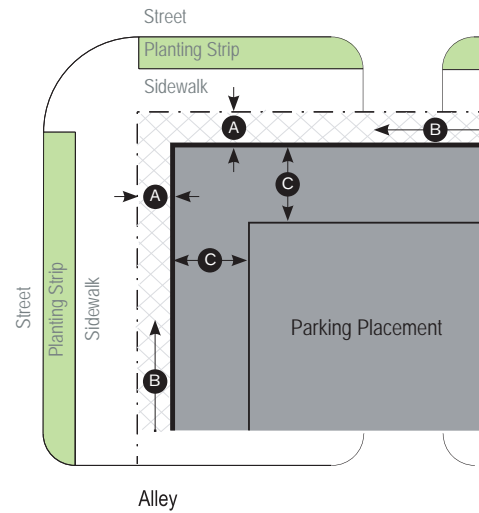 Street
Planting Strip
Sidewalk
A
B
C
A
C
Street
Planting Strip
Sidewalk
Parking Placement
B
Alley